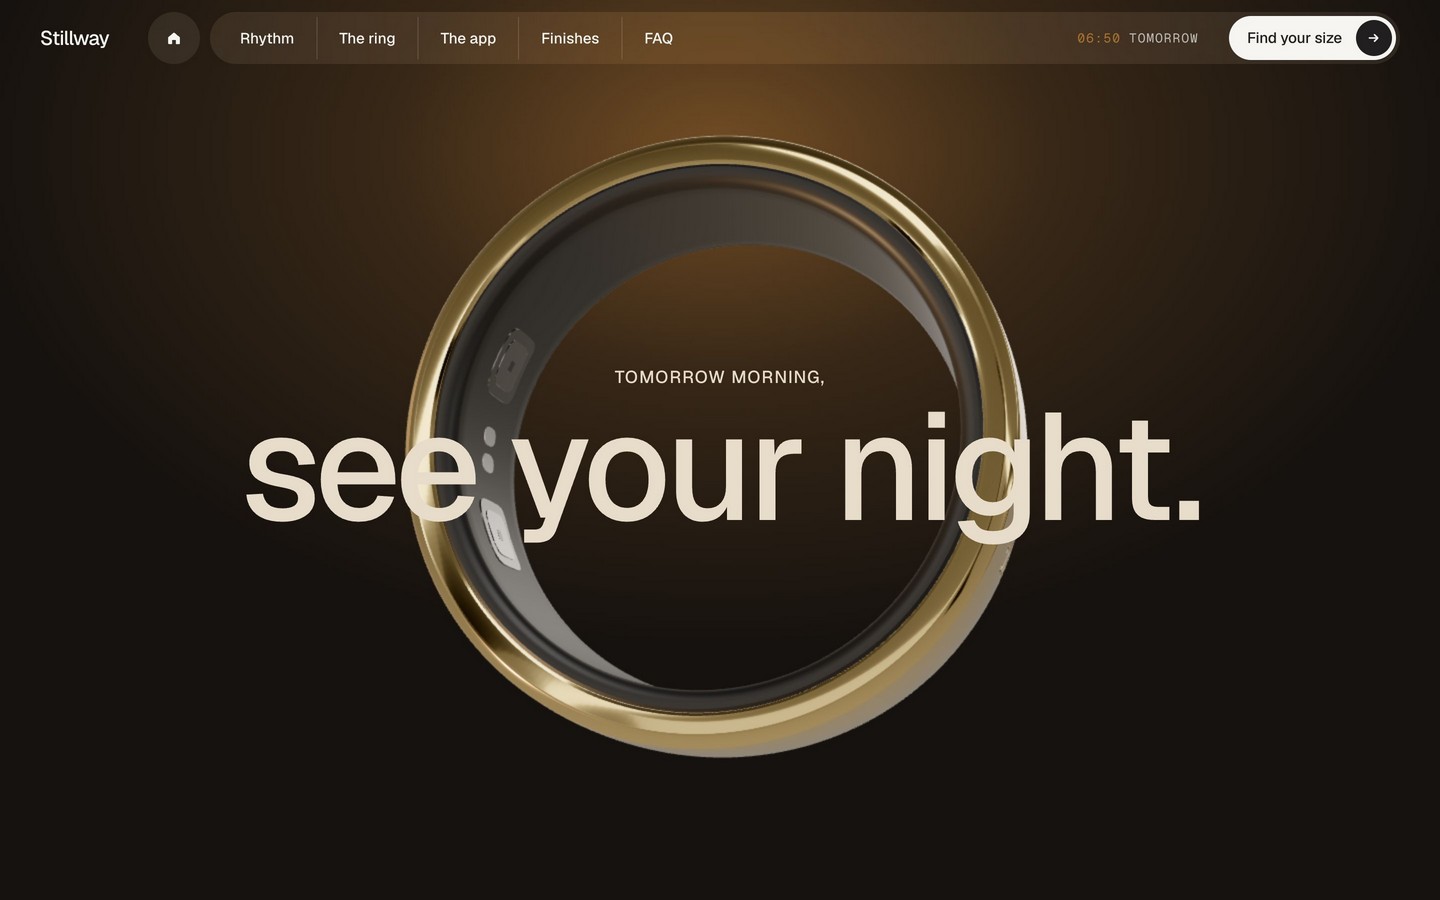 Stillway
Rhythm
The ring
The app
Finishes
FAQ
06:50 TOMORROW
Find your size
TOMORROW MORNING,
see your night.